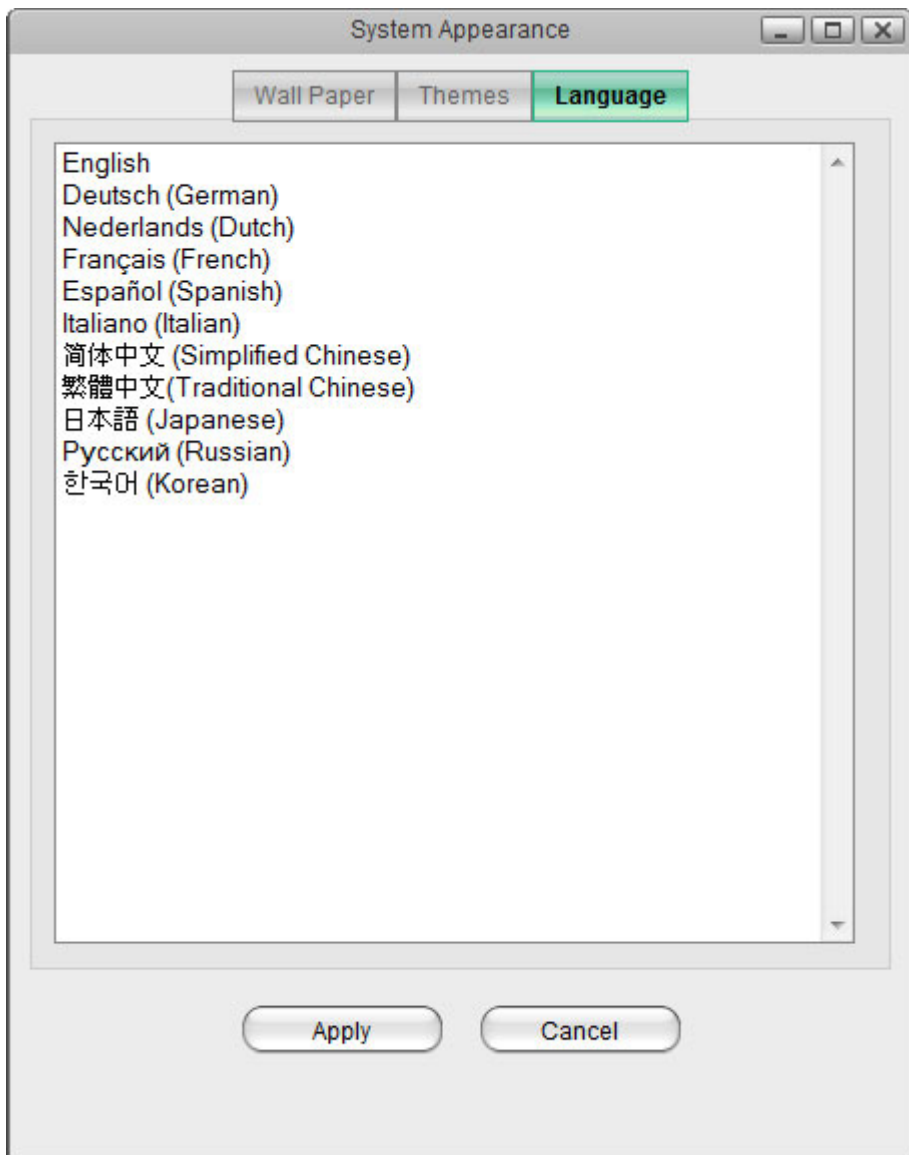 System Appearance
Wall Paper Themes Language
English
Deutsch (German)
Nederlands (Dutch)
Français (French)
Español (Spanish)
Italiano (Italian)
简体中文 (Simplified Chinese)
繁體中文(Traditional Chinese)
日本語 (Japanese)
Русский (Russian)
한국어 (Korean)
Apply Cancel